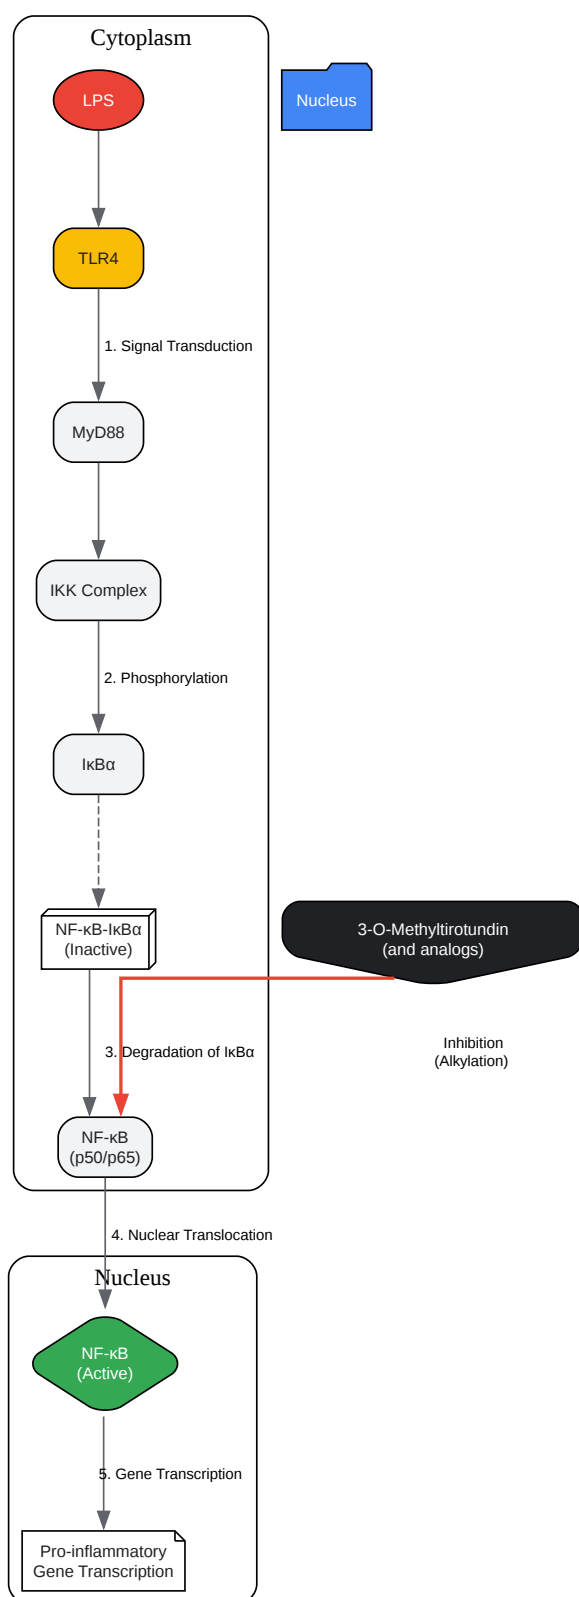 Cytoplasm
LPS
Nucleus
TLR4
1. Signal Transduction
MyD88
IKK Complex
2. Phosphorylation
IκBα
NF-κB-IκBα
(Inactive)
3-O-Methyltirotundin
(and analogs)
Inhibition
(Alkylation)
3. Degradation of IκBα
NF-κB
(p50/p65)
4. Nuclear Translocation
Nucleus
NF-κB
(Active)
5. Gene Transcription
Pro-inflammatory
Gene Transcription